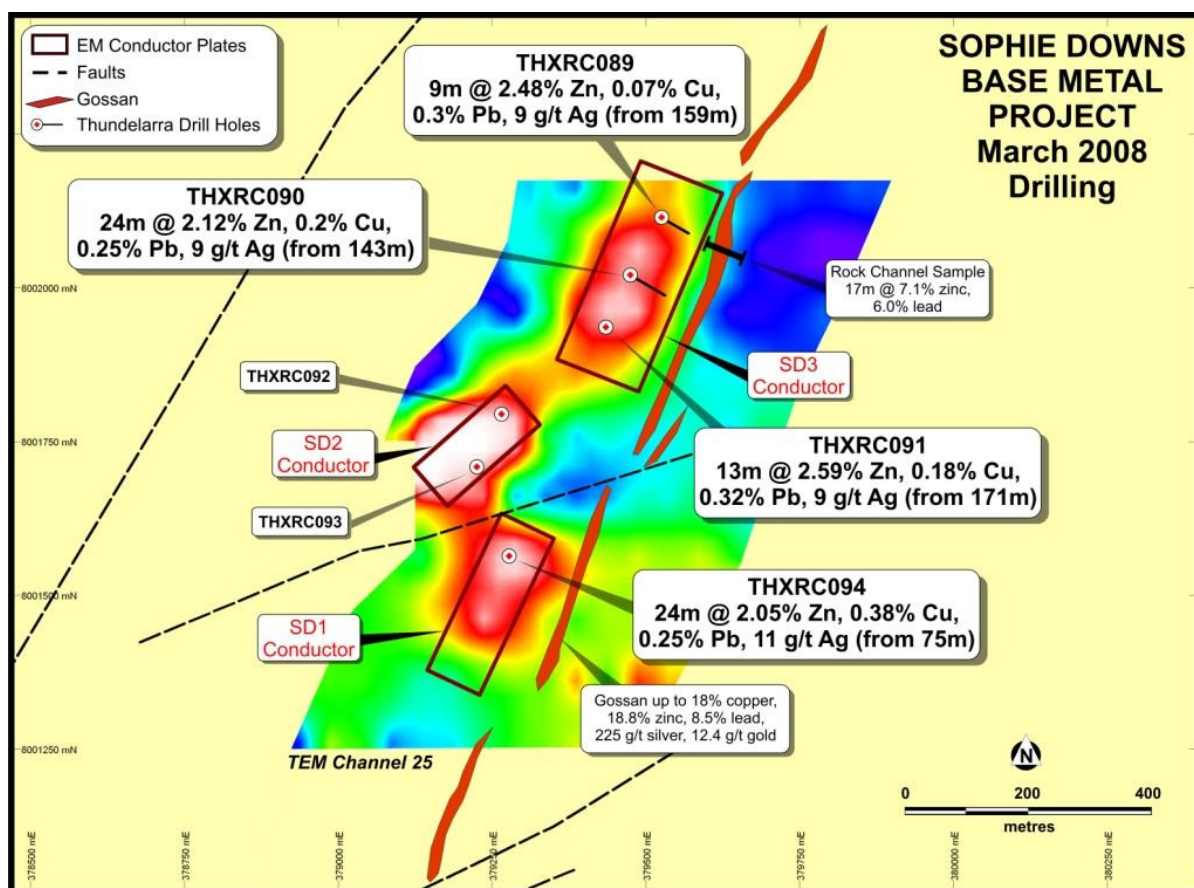 EM Conductor Plates
Faults
Gossan
Thundelarra Drill Holes
SOPHIE DOWNS
BASE METAL
PROJECT
March 2008
Drilling
THXRC089
9m @ 2.48% Zn, 0.07% Cu,
0.3% Pb, 9 g/t Ag (from 159m)
THXRC090
24m @ 2.12% Zn, 0.2% Cu,
0.25% Pb, 9 g/t Ag (from 143m)
Rock Channel Sample
17m @ 7.1% zinc,
6.0% lead
8002000 mN
THXRC092
SD3
Conductor
SD2
Conductor
8001750 mN
THXRC091
13m @ 2.59% Zn, 0.18% Cu,
0.32% Pb, 9 g/t Ag (from 171m)
THXRC093
THXRC094
24m @ 2.05% Zn, 0.38% Cu,
0.25% Pb, 11 g/t Ag (from 75m)
8001500 mN
SD1
Conductor
Gossan up to 18% copper,
18.8% zinc, 8.5% lead,
225 g/t silver, 12.4 g/t gold
8001250 mN
TEM Channel 25
N
0 200 400
metres
378500 mE
378750 mE
379000 mE
379250 mE
379500 mE
379750 mE
380000 mE
380250 mE